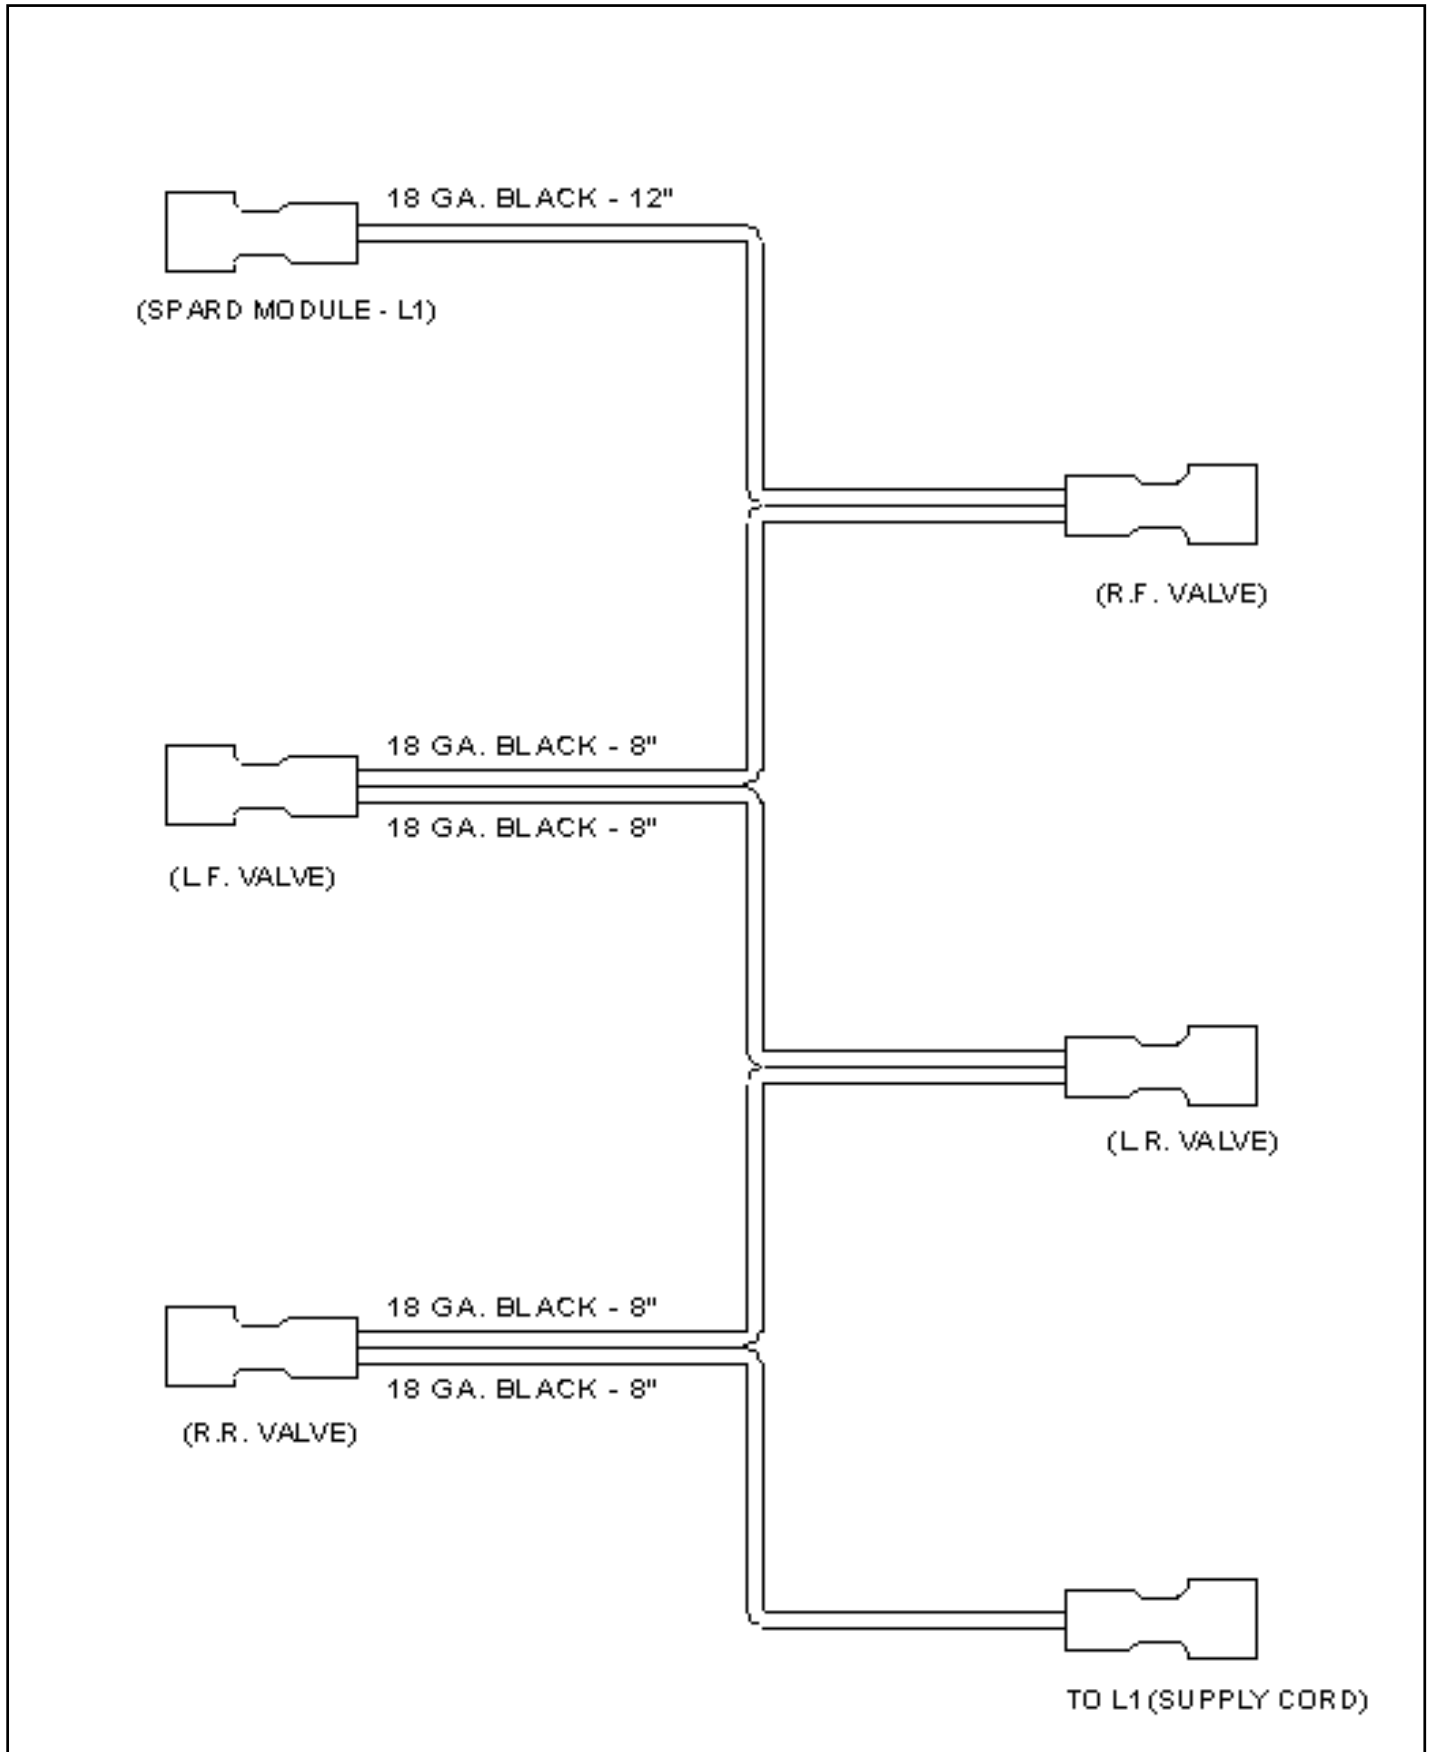 18 GA. BLACK - 12"
(SPARD MODULE - L1)
(R.F. VALVE)
18 GA. BLACK - 8"
18 GA. BLACK - 8"
(L.F. VALVE)
(L.R. VALVE)
18 GA. BLACK - 8"
18 GA. BLACK - 8"
(R.R. VALVE)
TO L1 (SUPPLY CORD)